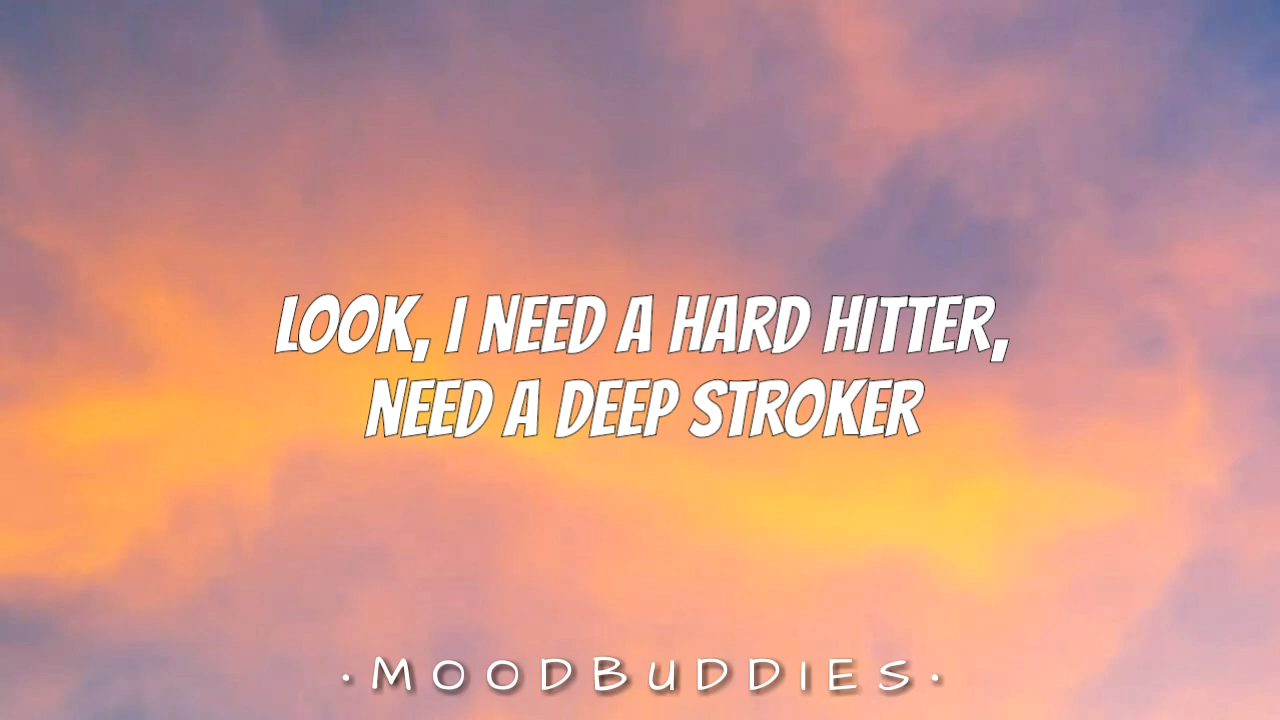 LOOK, I NEED A HARD HITTER,
NEED A DEEP STROKER
·MOODBUDDIES·